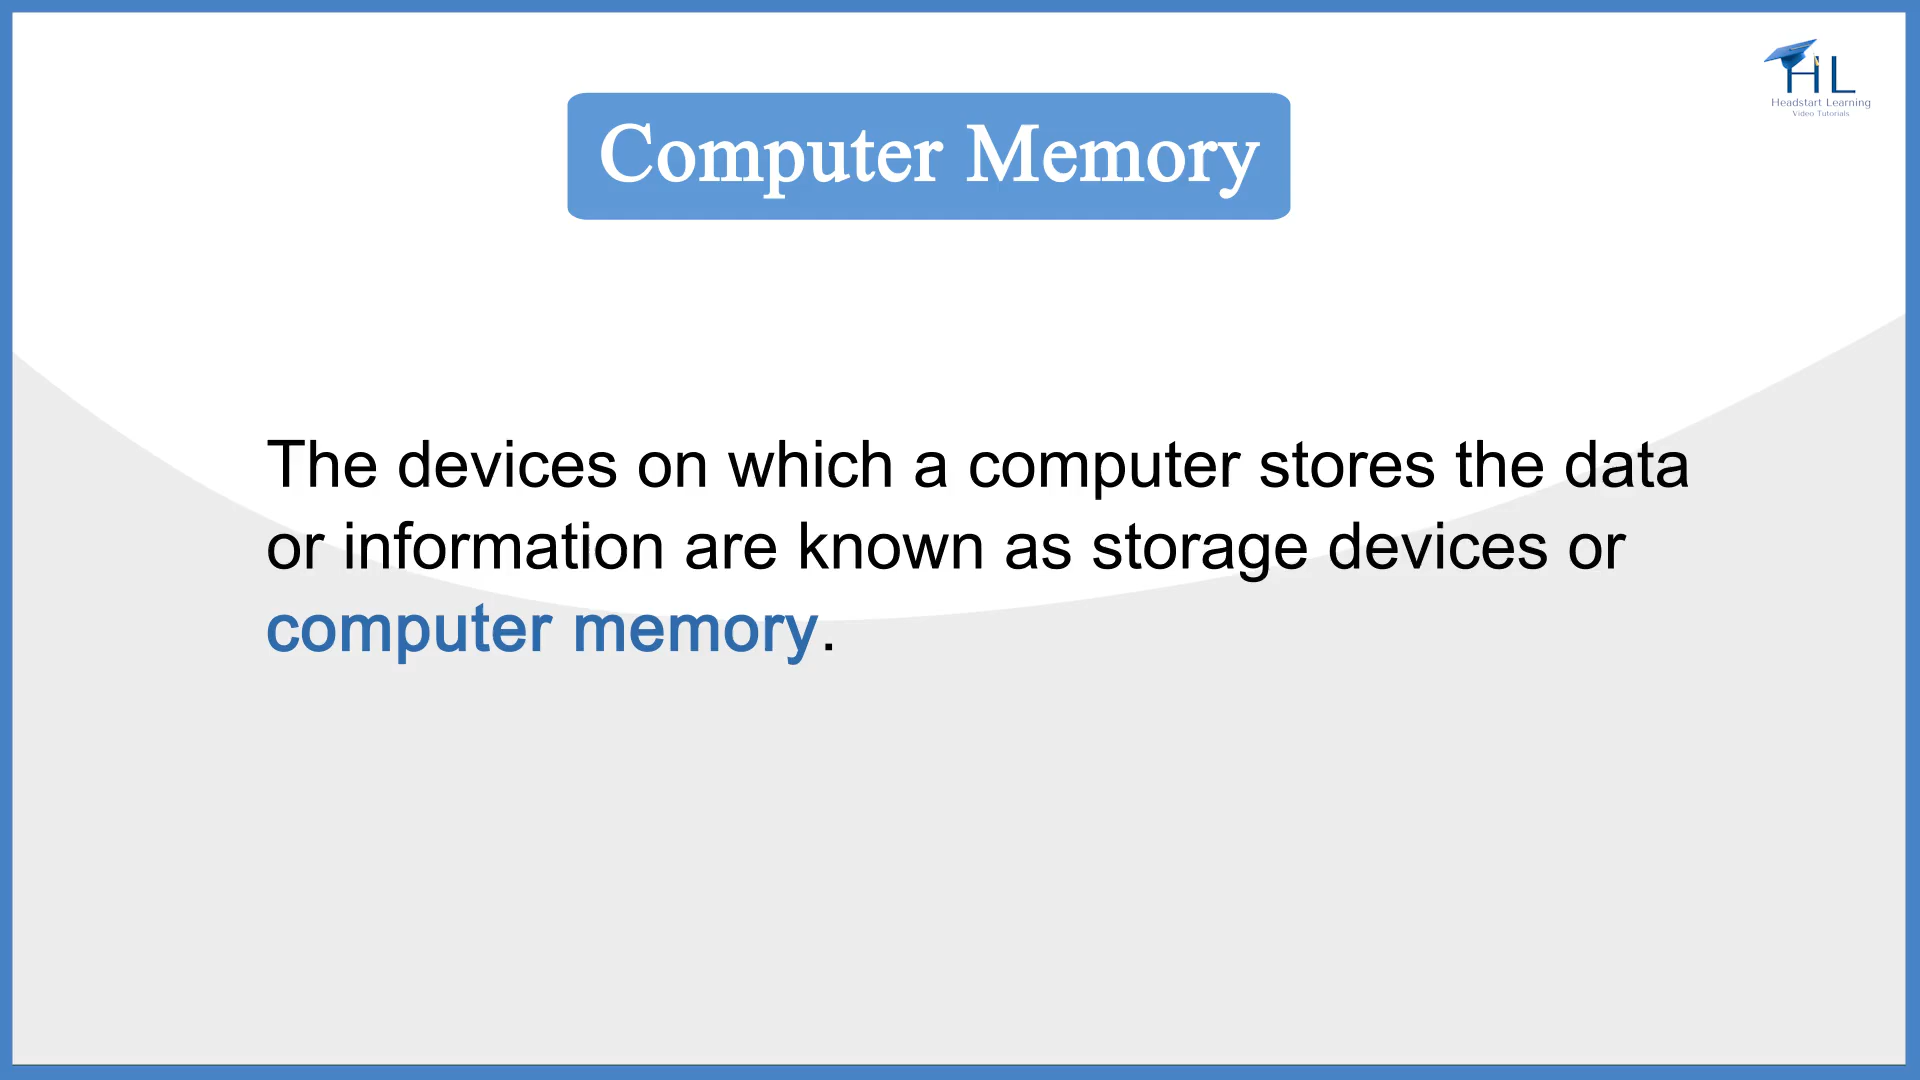 HL
Headstart Learning
Video Tutorials
Computer Memory
The devices on which a computer stores the data
or information are known as storage devices or
computer memory.